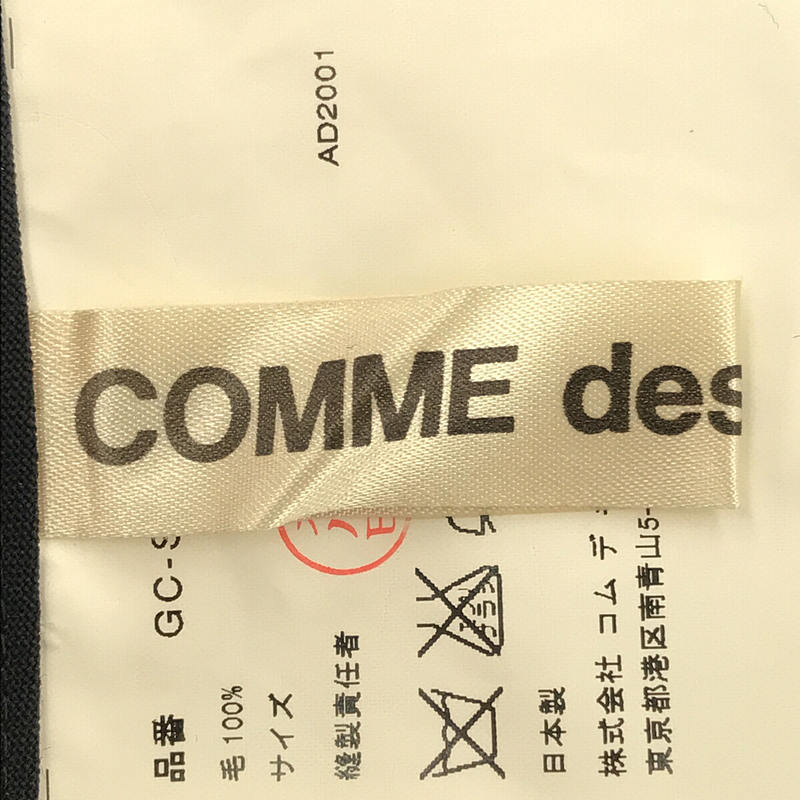 COMME des
品番 GC-S
毛 100%
サイズ
縫製責任者
AD2001
日本製
株式会社 コム デ
東京都港区南青山5-